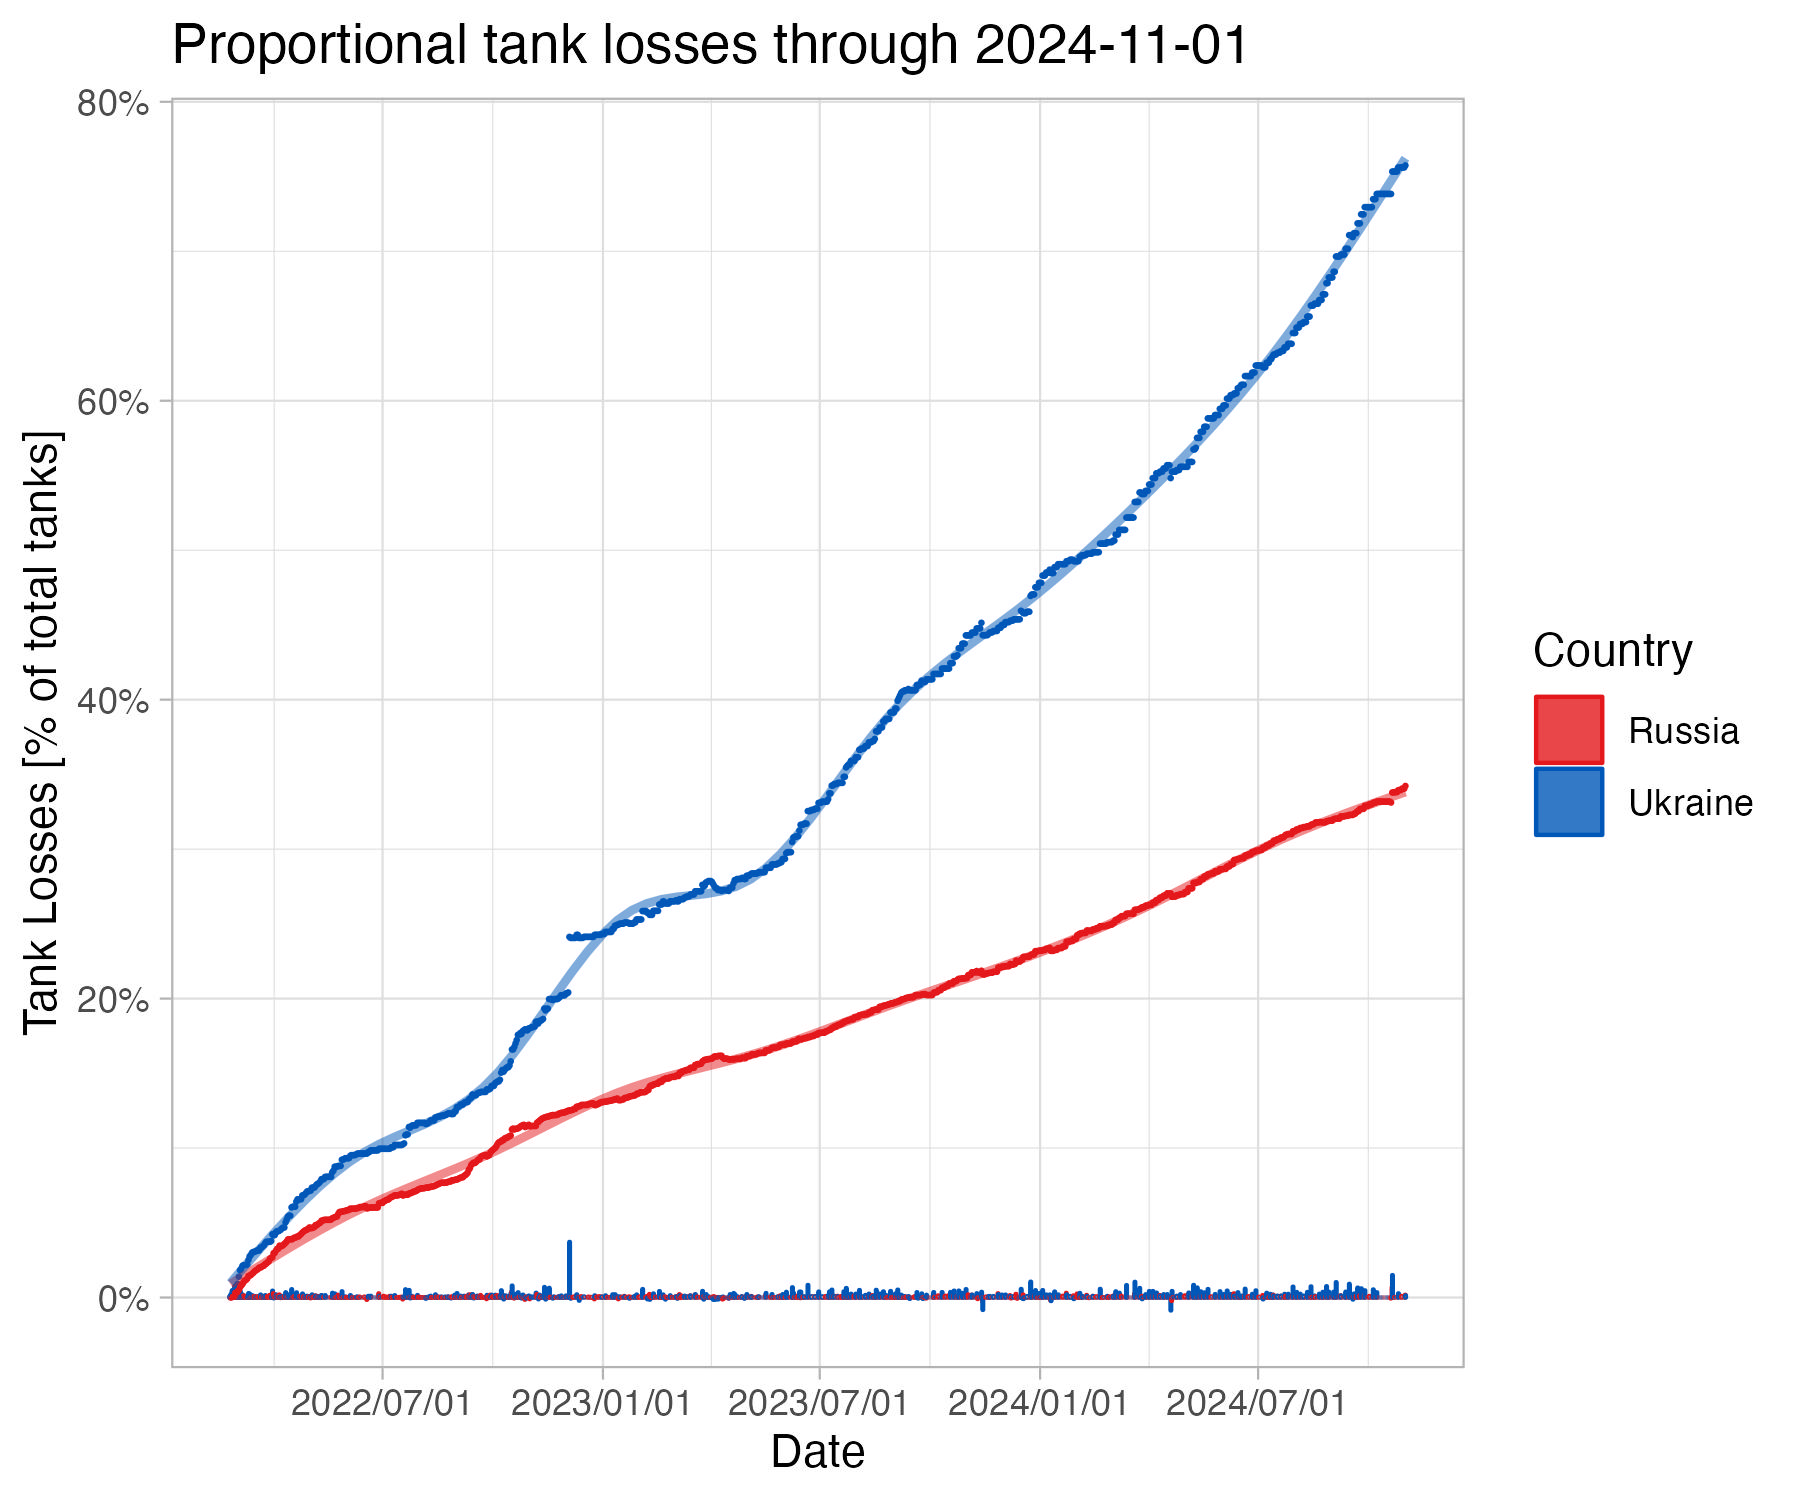 Proportional tank losses through 2024-11-01
80%
60%
40%
20%
0%
Tank Losses [% of total tanks]
2022/07/01 2023/01/01 2023/07/01 2024/01/01 2024/07/01
Date
Country
Russia
Ukraine